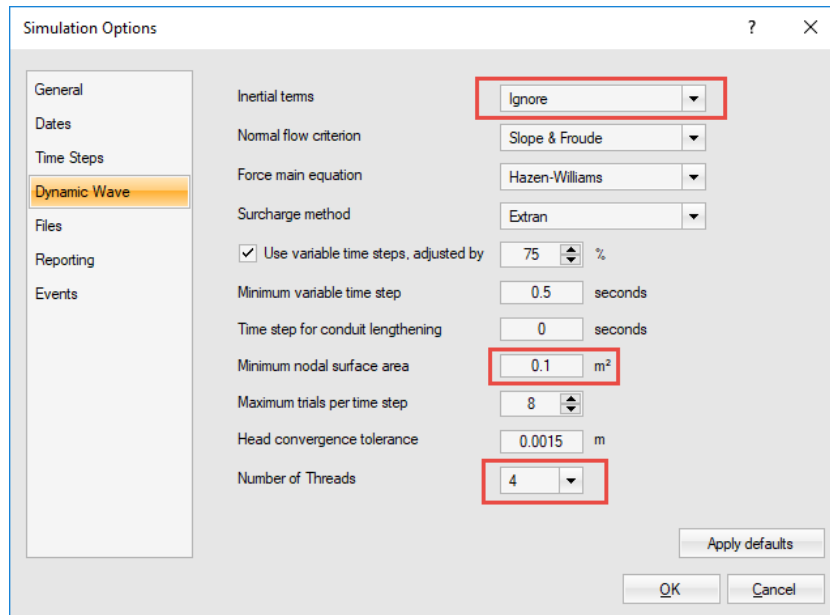 Simulation Options ?
General
Dates
Time Steps
Dynamic Wave
Files
Reporting
Events
Inertial terms Ignore
Normal flow criterion Slope & Froude
Force main equation Hazen-Williams
Surcharge method Extran
Use variable time steps, adjusted by 75 %
Minimum variable time step 0.5 seconds
Time step for conduit lengthening 0 seconds
Minimum nodal surface area 0.1 m²
Maximum trials per time step 8
Head convergence tolerance 0.0015 m
Number of Threads 4
Apply defaults
OK Cancel